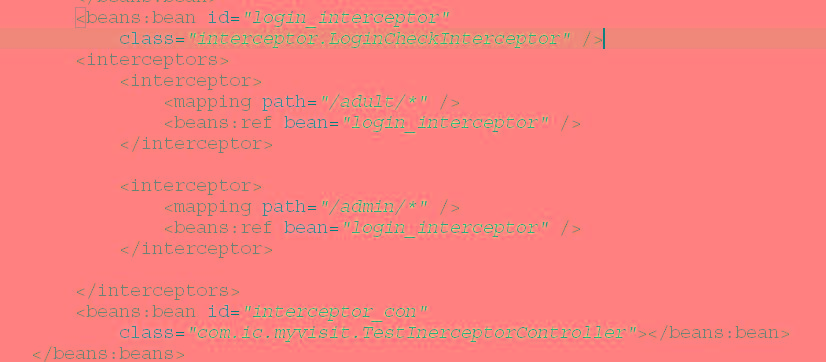 </beans:bean>
<beans:bean id="login_interceptor"
class="interceptor.LoginCheckInterceptor" />
<interceptors>
<interceptor>
<mapping path="/adult/*" />
<beans:ref bean="login_interceptor" />
</interceptor>
<interceptor>
<mapping path="/admin/*" />
<beans:ref bean="login_interceptor" />
</interceptor>
</interceptors>
<beans:bean id="interceptor_con"
class="com.ic.myvisit.TestInerceptorController"></beans:bean>
</beans:beans>